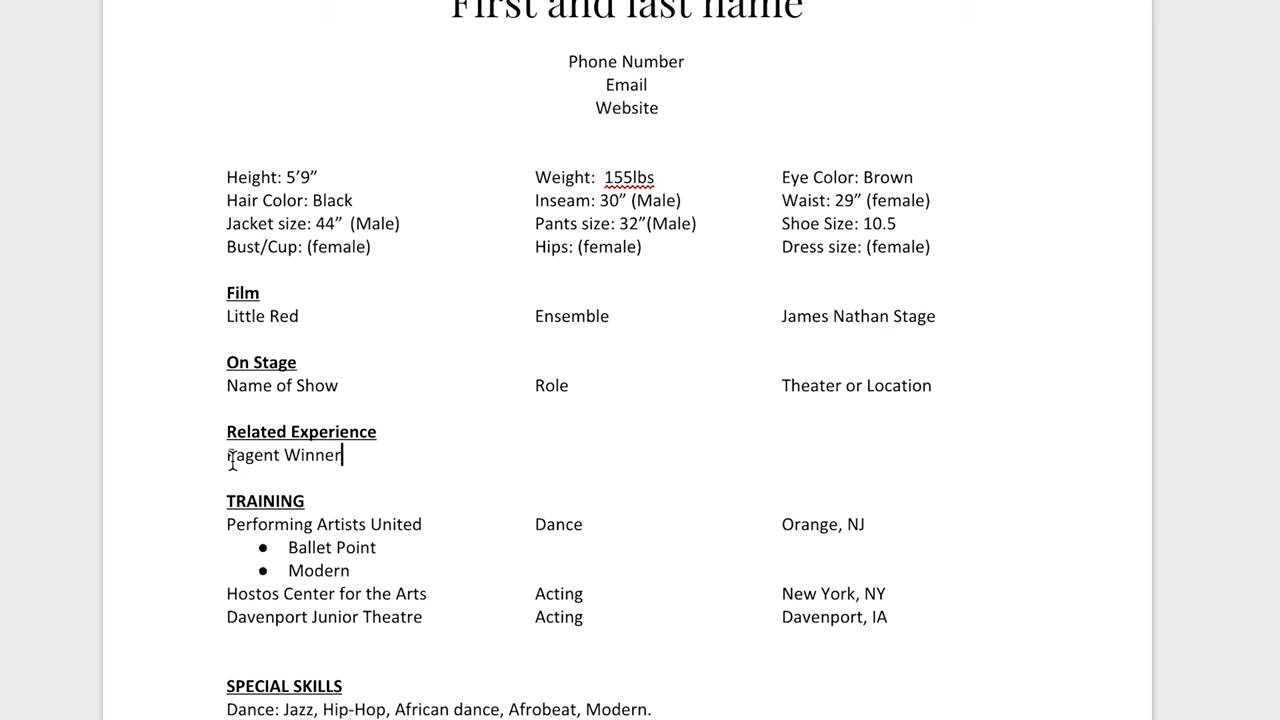 First and last name
Phone Number
Email
Website
Height: 5’9” Weight: 155lbs Eye Color: Brown
Hair Color: Black Inseam: 30” (Male) Waist: 29” (female)
Jacket size: 44” (Male) Pants size: 32”(Male) Shoe Size: 10.5
Bust/Cup: (female) Hips: (female) Dress size: (female)
Film
Little Red Ensemble James Nathan Stage
On Stage
Name of Show Role Theater or Location
Related Experience
Winner
TRAINING
Performing Artists United Dance Orange, NJ
● Ballet Point
● Modern
Hostos Center for the Arts Acting New York, NY
Davenport Junior Theatre Acting Davenport, IA
SPECIAL SKILLS
Dance: Jazz, Hip-Hop, African dance, Afrobeat, Modern.